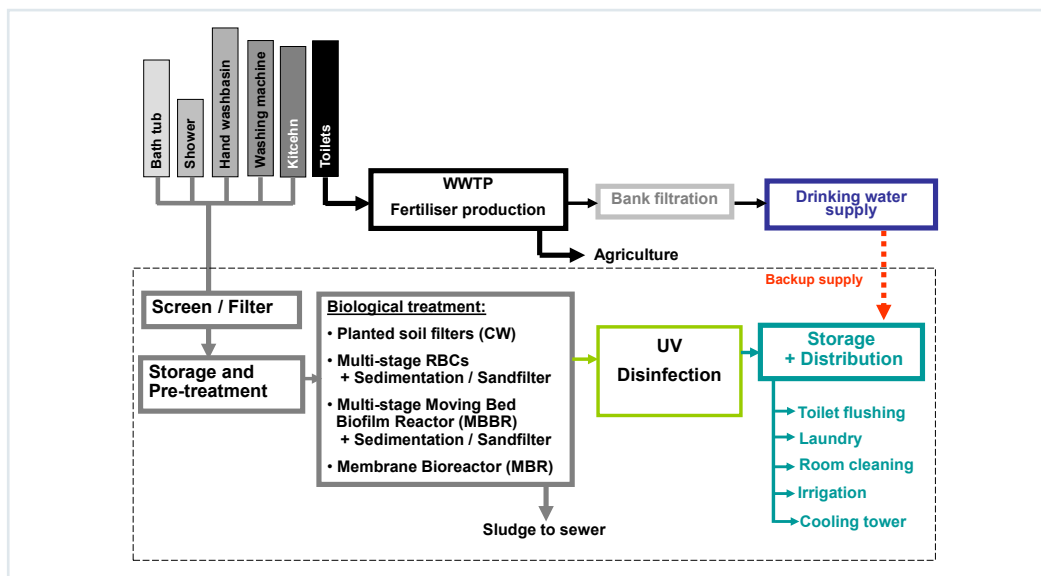 Bath tub
Shower
Hand washbasin
Washing machine
Kitcehn
Toilets
WWTP
Fertiliser production
Bank filtration
Drinking water
supply
Agriculture
Backup supply
Screen / Filter
Storage and
Pre-treatment
Biological treatment:
• Planted soil filters (CW)
• Multi-stage RBCs
+ Sedimentation / Sandfilter
• Multi-stage Moving Bed
Biofilm Reactor (MBBR)
+ Sedimentation / Sandfilter
• Membrane Bioreactor (MBR)
Sludge to sewer
UV
Disinfection
Storage
+ Distribution
Toilet flushing
Laundry
Room cleaning
Irrigation
Cooling tower